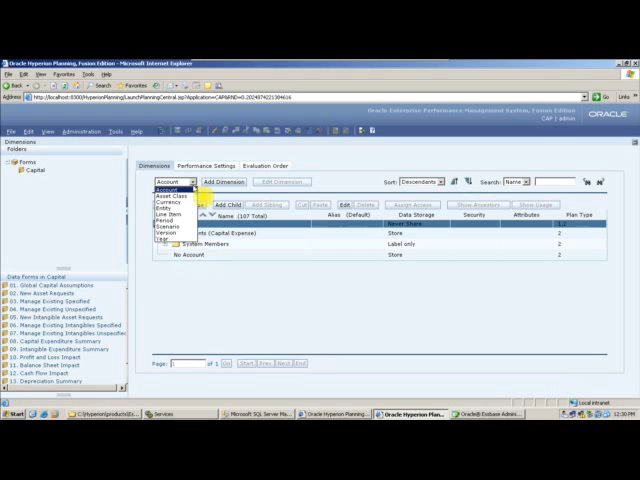 Oracle Hyperion Planning, Fusion Edition - Microsoft Internet Explorer
File Edit View Favorites Tools Help
Back Search Favorites
Address http://localhost:8300/HyperionPlanning/LaunchPlanningCentral.jsp?Application=CAP&RND=0.2024874221384616 Go Links
Oracle Enterprise Performance Management System, Fusion Edition
CAP | admin
ORACLE
File Edit View Administration Tools Help
Dimensions
Folders
Forms
Capital
Dimensions Performance Settings Evaluation Order
Account Add Dimension Edit Dimension... Sort: Descendants Search: Name
Account
Asset Class
Currency
Entity
Line Item
Period
Scenario
Version
Year
Add Child Add Sibling Cut Paste Edit Delete Assign Access Show Ancestors Show Usage
Name (107 Total) Alias (Default) Data Storage Security Attributes Plan Type
Never Share 1,2
(Capital Expense) Store 2
System Members Label only 2
No Account Store 2
Data Forms in Capital
01. Global Capital Assumptions
02. New Asset Requests
03. Manage Existing Specified
04. Manage Existing Unspecified
05. New Intangible Asset Requests
06. Manage Existing Intangibles Specified
07. Manage Existing Intangibles Unspecified
08. Capital Expenditure Summary
09. Intangible Expenditure Summary
10. Profit and Loss Impact
11. Balance Sheet Impact
12. Cash Flow Impact
13. Depreciation Summary
Page: 1 of 1 Go Start Prev Next End
Local intranet
Start C:\Hyperion\products\Es... Services Microsoft SQL Server Ma... Oracle Hyperion Planning... Oracle Hyperion Plan... Oracle® Essbase Admini... 12:30 PM